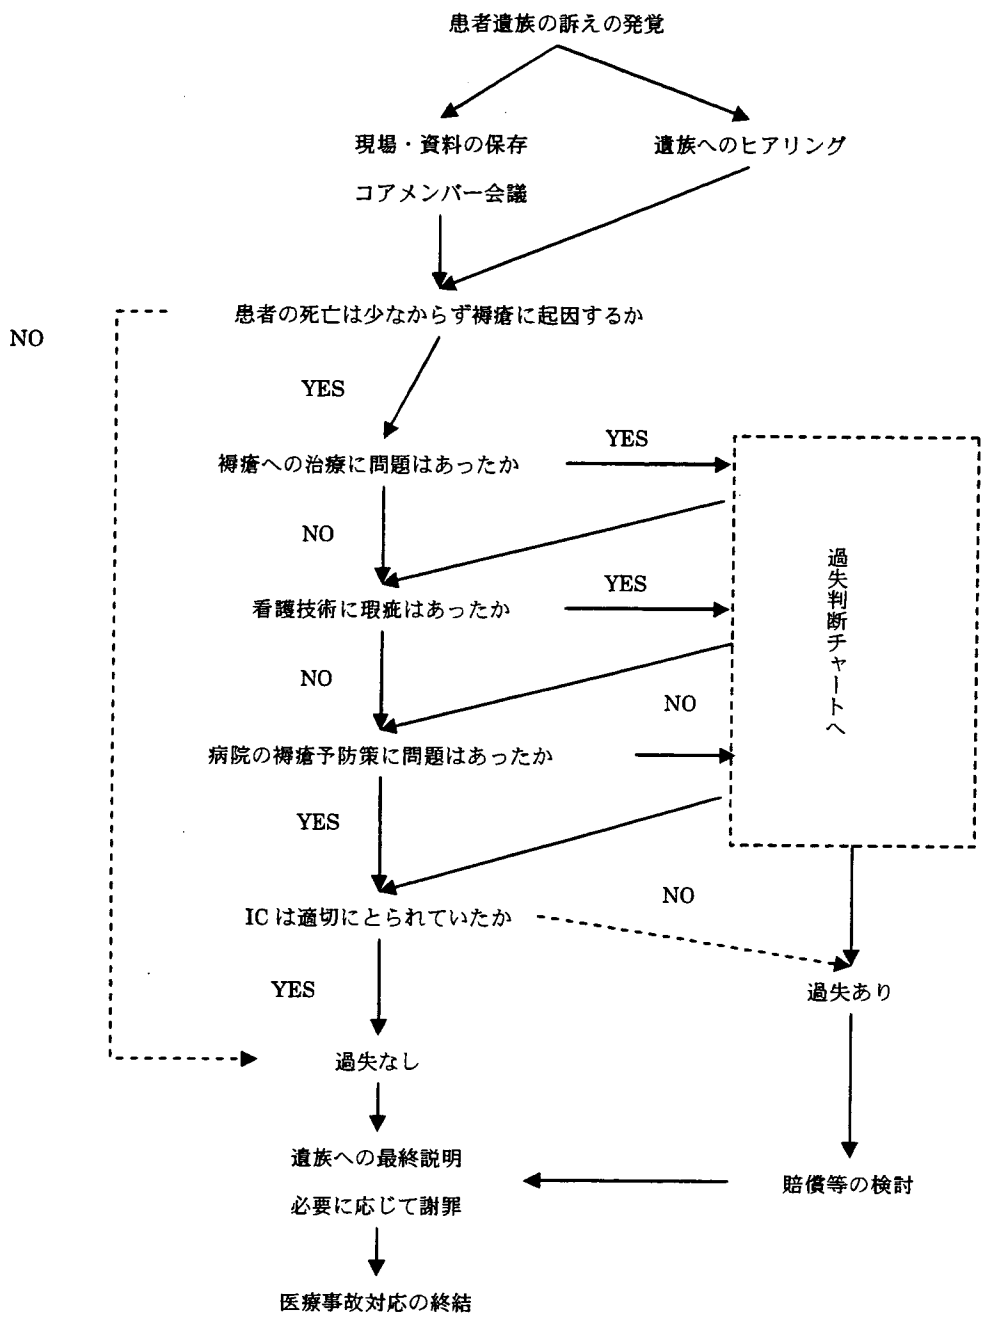 患者遺族の訴えの発覚
現場・資料の保存
遺族へのヒアリング
コアメンバー会議
患者の死亡は少なからず褥瘡に起因するか
NO
YES
YES
褥瘡への治療に問題はあったか
NO
YES
看護技術に瑕疵はあったか
過失判断チャートへ
NO
NO
病院の褥瘡予防策に問題はあったか
YES
NO
ICは適切にとられていたか
YES
過失あり
過失なし
遺族への最終説明
賠償等の検討
必要に応じて謝罪
医療事故対応の終結